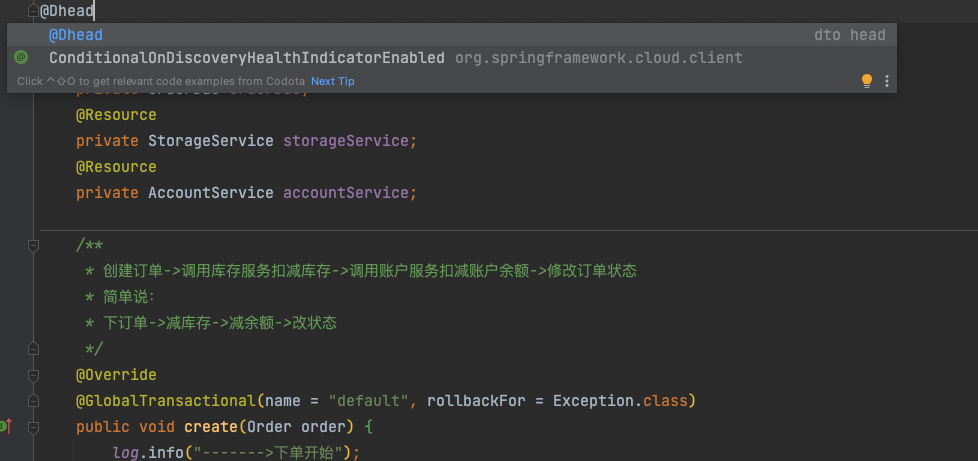 @Dhead
@Dhead dto head
ConditionalOnDiscoveryHealthIndicatorEnabled org.springframework.cloud.client
Click ⌃⇧O to get relevant code examples from Codota Next Tip
@Resource
private StorageService storageService;
@Resource
private AccountService accountService;
/**
* 创建订单->调用库存服务扣减库存->调用账户服务扣减账户余额->修改订单状态
* 简单说:
* 下订单->减库存->减余额->改状态
*/
@Override
@GlobalTransactional(name = "default", rollbackFor = Exception.class)
public void create(Order order) {
log.info("------->下单开始");